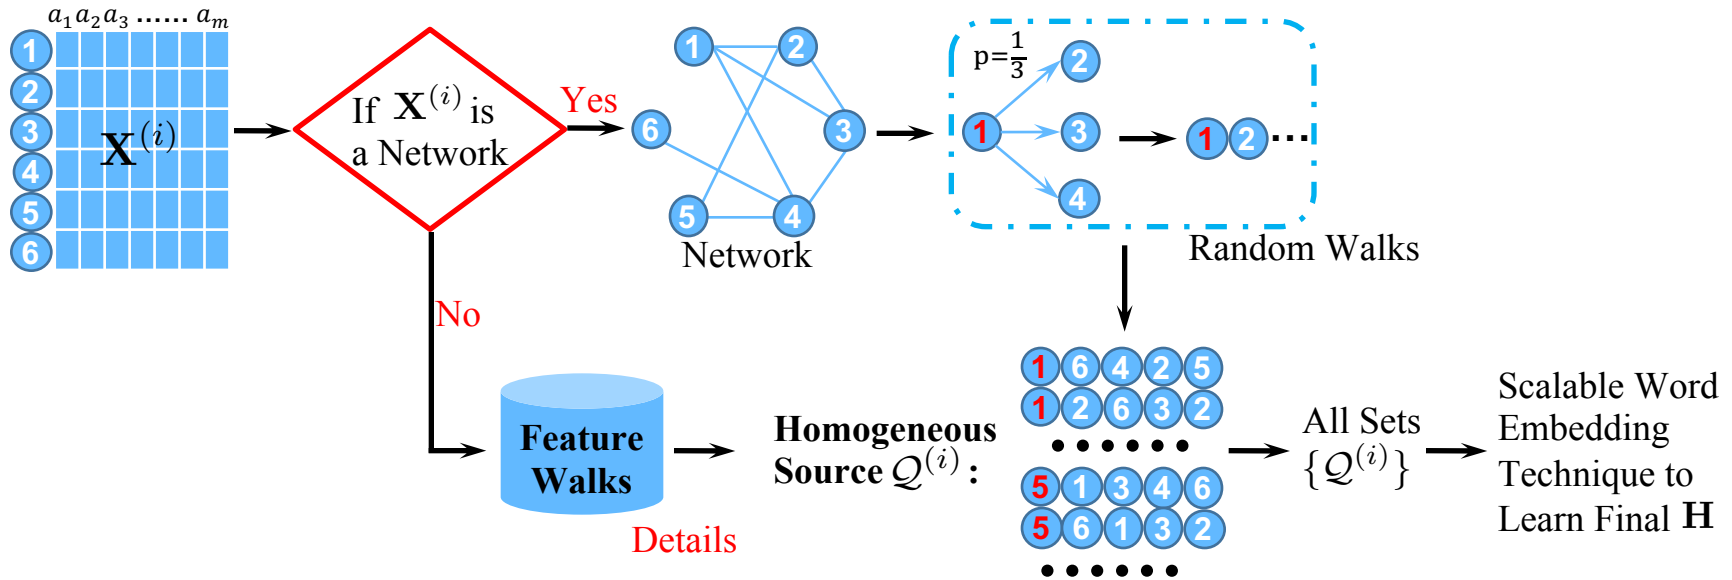 a₁ a₂ a₃ ...... aₘ
1
2
3
4
5
6
X⁽ⁱ⁾
If X⁽ⁱ⁾ is
a Network
Yes
No
1
2
3
4
5
6
Network
p=1/3
1
2
3
4
1 2 ...
Random Walks
Feature
Walks
Details
Homogeneous
Source 𝒬⁽ⁱ⁾ :
1 6 4 2 5
1 2 6 3 2
......
5 1 3 4 6
5 6 1 3 2
......
All Sets
{𝒬⁽ⁱ⁾}
Scalable Word
Embedding
Technique to
Learn Final H